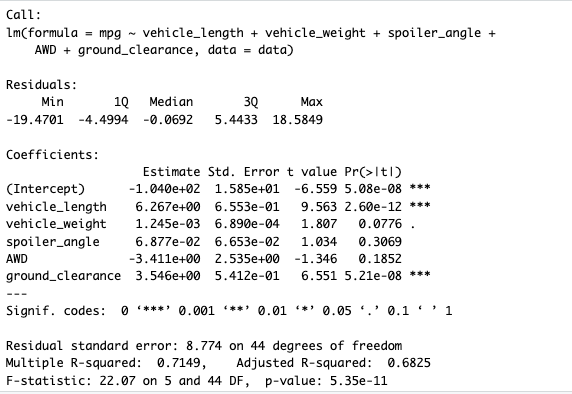 Call:
lm(formula = mpg ~ vehicle_length + vehicle_weight + spoiler_angle +
    AWD + ground_clearance, data = data)

Residuals:
     Min       1Q   Median       3Q      Max
-19.4701  -4.4994  -0.0692   5.4433  18.5849

Coefficients:
                   Estimate Std. Error t value Pr(>|t|)
(Intercept)      -1.040e+02  1.585e+01  -6.559 5.08e-08 ***
vehicle_length    6.267e+00  6.553e-01   9.563 2.60e-12 ***
vehicle_weight    1.245e-03  6.890e-04   1.807   0.0776 .
spoiler_angle     6.877e-02  6.653e-02   1.034   0.3069
AWD              -3.411e+00  2.535e+00  -1.346   0.1852
ground_clearance  3.546e+00  5.412e-01   6.551 5.21e-08 ***
---
Signif. codes:  0 ‘***’ 0.001 ‘**’ 0.01 ‘*’ 0.05 ‘.’ 0.1 ‘ ’ 1

Residual standard error: 8.774 on 44 degrees of freedom
Multiple R-squared:  0.7149,    Adjusted R-squared:  0.6825
F-statistic: 22.07 on 5 and 44 DF,  p-value: 5.35e-11